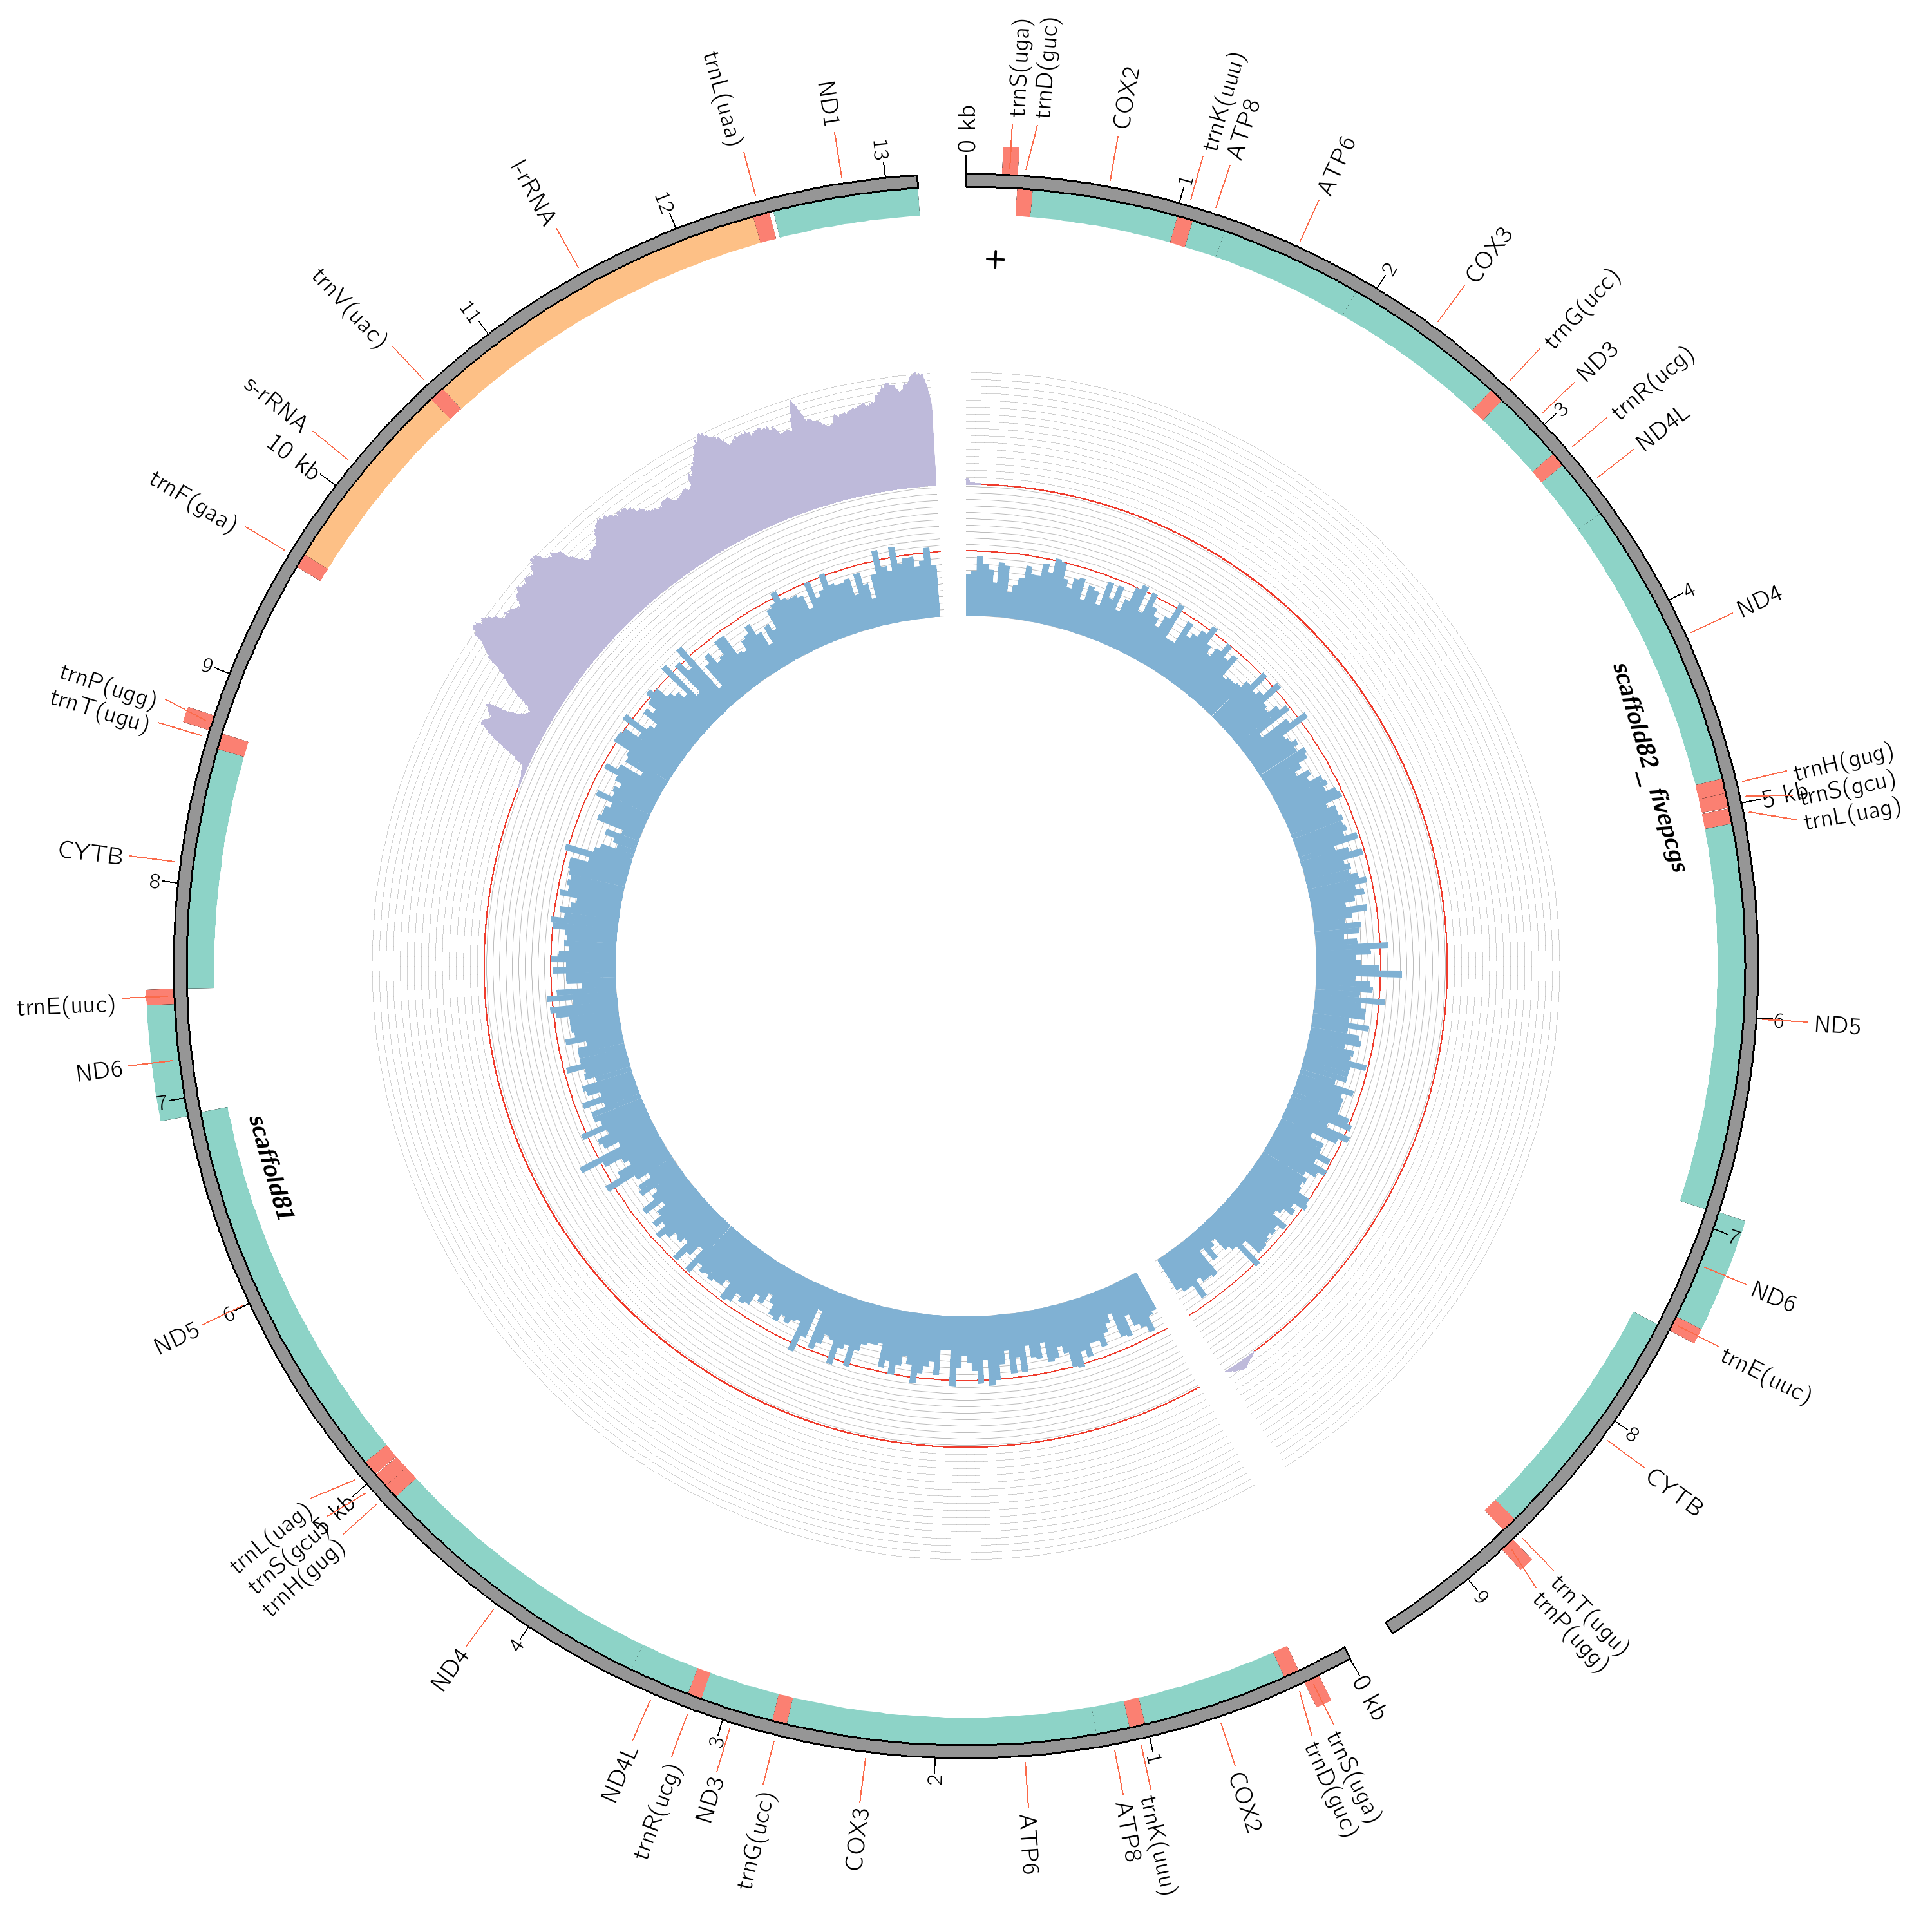 0 kb
trnS(uga)
trnD(guc)
COX2
1
trnK(uuu)
ATP8
ATP6
2
COX3
trnG(ucc)
ND3
3
trnR(ucg)
ND4L
4
ND4
trnH(gug)
5 kb
trnS(gcu)
trnL(uag)
6
ND5
7
ND6
trnE(uuc)
8
CYTB
trnT(ugu)
trnP(ugg)
9
scaffold82_fivepcgs
+
0 kb
trnS(uga)
trnD(guc)
COX2
1
trnK(uuu)
ATP8
ATP6
2
COX3
trnG(ucc)
ND3
3
trnR(ucg)
ND4L
4
ND4
trnH(gug)
trnS(gcu)
5 kb
trnL(uag)
6
ND5
7
ND6
trnE(uuc)
8
CYTB
trnT(ugu)
trnP(ugg)
9
trnF(gaa)
10 kb
s-rRNA
trnV(uac)
11
l-rRNA
12
trnL(uaa)
ND1
13
scaffold81